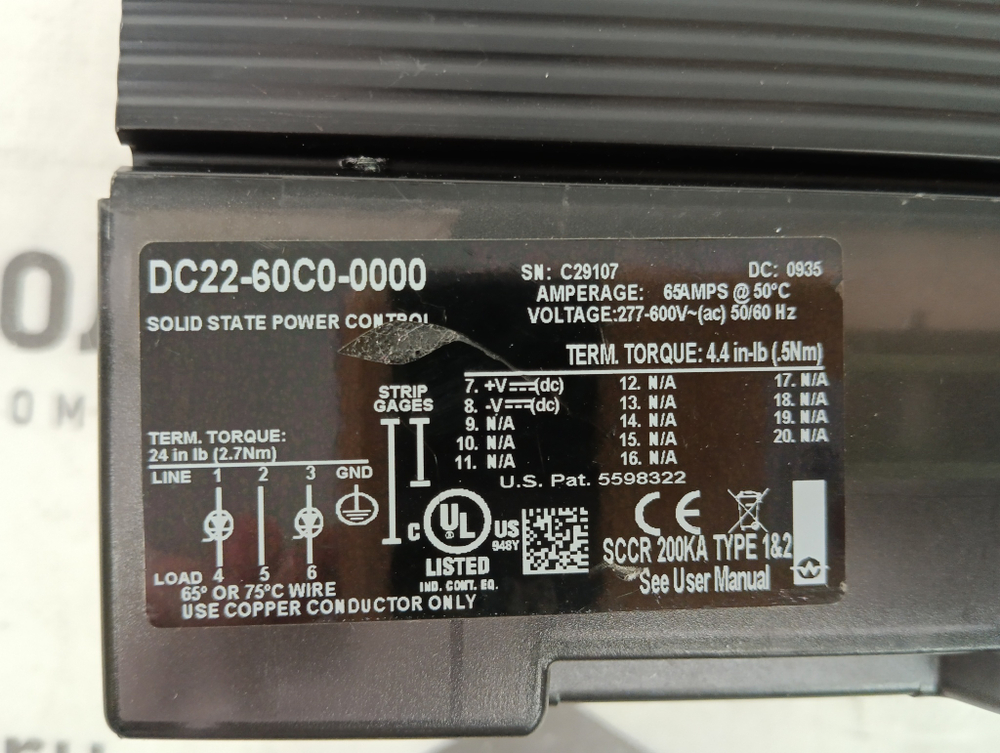 DC22-60C0-0000
SOLID STATE POWER CONTROL
SN: C29107 DC: 0935
AMPERAGE: 65AMPS @ 50°C
VOLTAGE:277-600V~(ac) 50/60 Hz
TERM. TORQUE: 4.4 in-lb (.5Nm)
7. +V (dc)
8. -V (dc)
9. N/A
10. N/A
11. N/A
12. N/A
13. N/A
14. N/A
15. N/A
16. N/A
17. N/A
18. N/A
19. N/A
20. N/A
U.S. Pat. 5598322
STRIP
GAGES
TERM. TORQUE:
24 in lb (2.7Nm)
LINE 1 2 3 GND
LOAD 4 5 6
65° OR 75°C WIRE
USE COPPER CONDUCTOR ONLY
C UL US
948Y
LISTED
IND. CONT. EQ.
CE
SCCR 200KA TYPE 1&2
See User Manual
OM